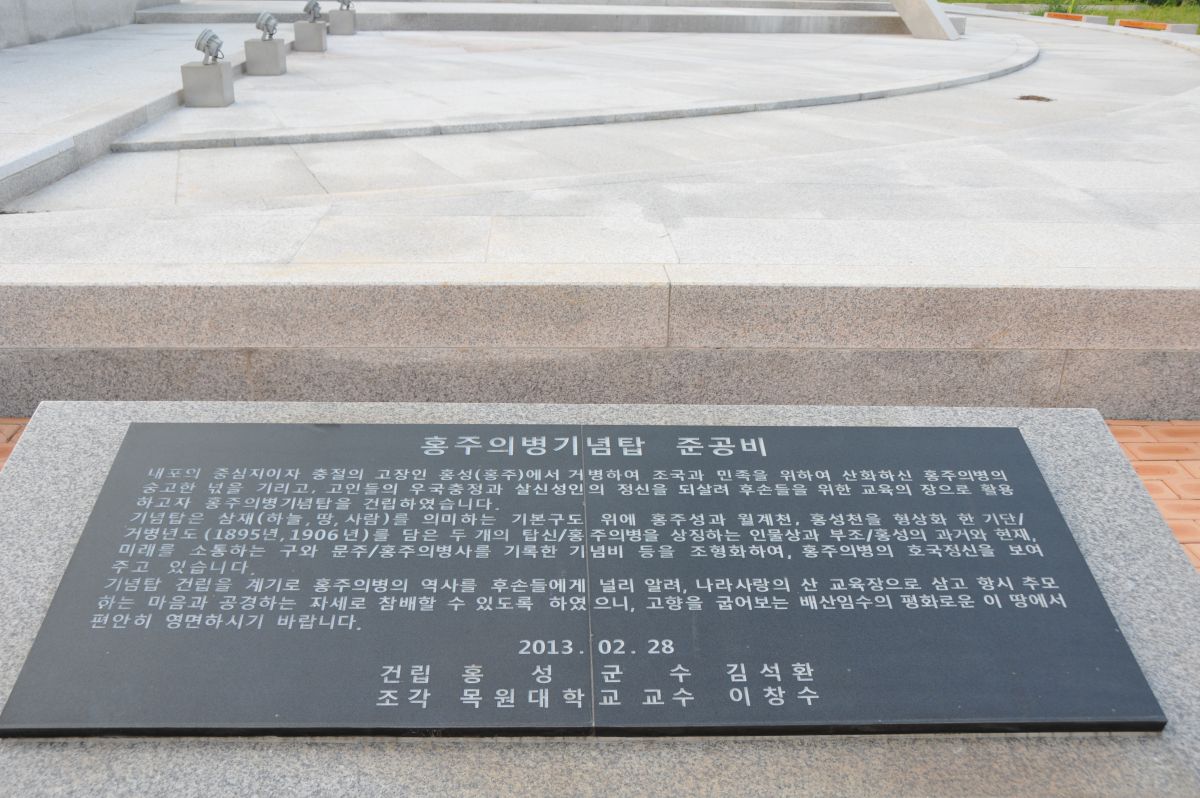 홍주의병기념탑 준공비
내포의 중심지이자 충절의 고장인 홍성(홍주)에서 거병하여 조국과 민족을 위하여 산화하신 홍주의병의
숭고한 넋을 기리고, 고인들의 우국충정과 살신성인의 정신을 되살려 후손들을 위한 교육의 장으로 활용
하고자 홍주의병기념탑을 건립하였습니다.
기념탑은 삼재(하늘, 땅, 사람)를 의미하는 기본구도 위에 홍주성과 월계천, 홍성천을 형상화 한 기단/
거병년도(1895년, 1906년)를 담은 두 개의 탑신/홍주의병을 상징하는 인물상과 부조/홍성의 과거와 현재,
미래를 소통하는 구와 문주/홍주의병사를 기록한 기념비 등을 조형화하여, 홍주의병의 호국정신을 보여
주고 있습니다.
기념탑 건립을 계기로 홍주의병의 역사를 후손들에게 널리 알려, 나라사랑의 산 교육장으로 삼고 항시 추모
하는 마음과 공경하는 자세로 참배할 수 있도록 하였으니, 고향을 굽어보는 배산임수의 평화로운 이 땅에서
편안히 영면하시기 바랍니다.
2013. 02. 28
건립 홍 성 군 수 김석환
조각 목원대학교 교수 이창수